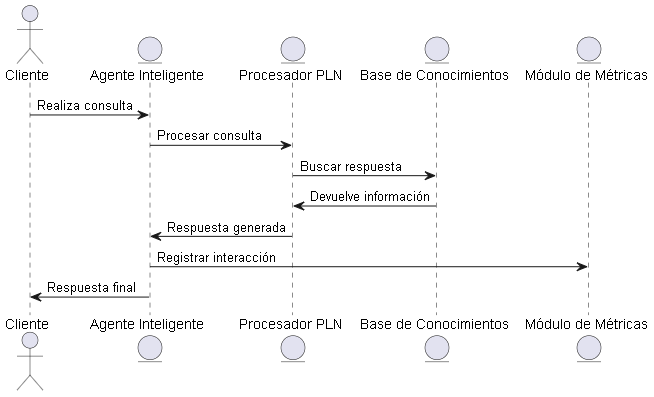 Cliente
Agente Inteligente
Procesador PLN
Base de Conocimientos
Módulo de Métricas
Realiza consulta
Procesar consulta
Buscar respuesta
Devuelve información
Respuesta generada
Registrar interacción
Respuesta final
Cliente
Agente Inteligente
Procesador PLN
Base de Conocimientos
Módulo de Métricas